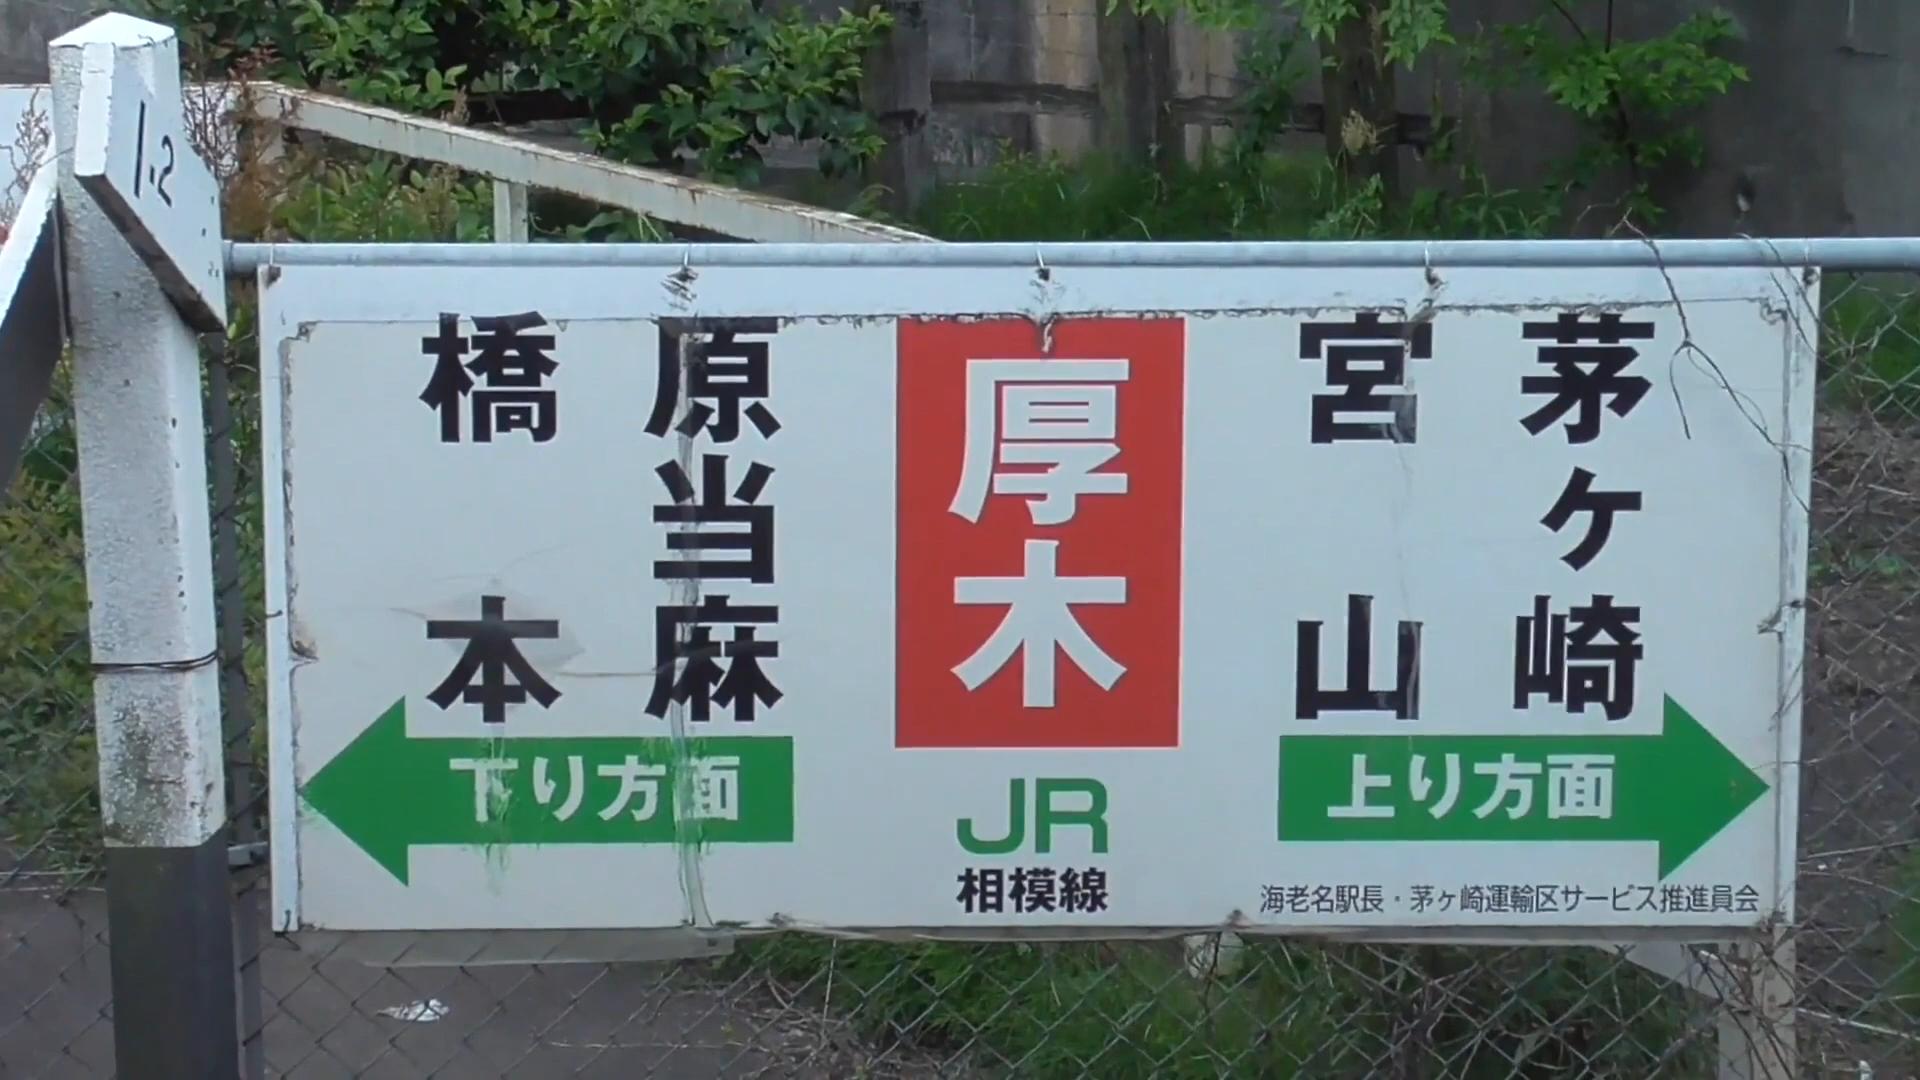 1.2
茅ヶ崎
宮山
厚木
原当麻
橋本
下り方面
上り方面
JR
相模線
海老名駅長・茅ヶ崎運輸区サービス推進員会